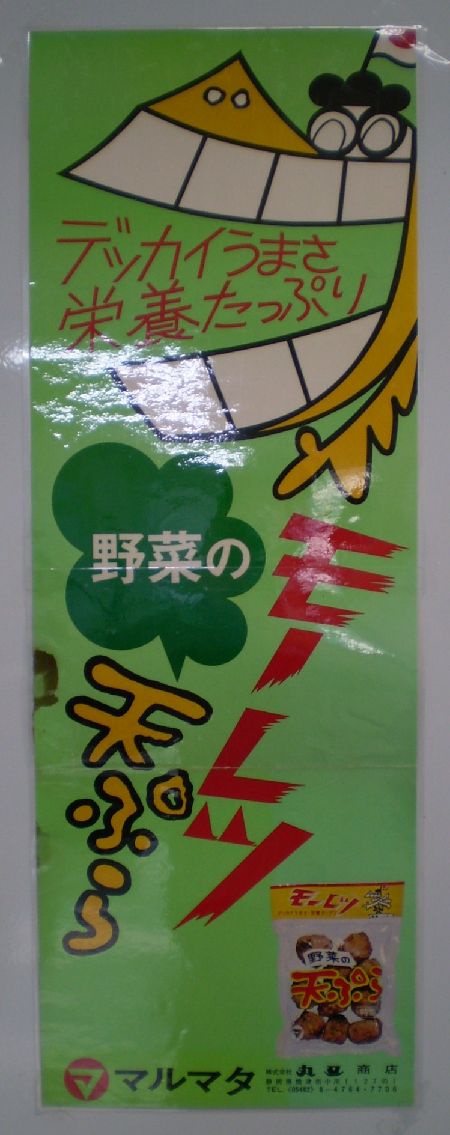 デッカイうまさ
栄養たっぷり
モーレツ
野菜の
天ぷら
モーレツ
野菜の
天ぷら
マルマタ
株式会社
商店